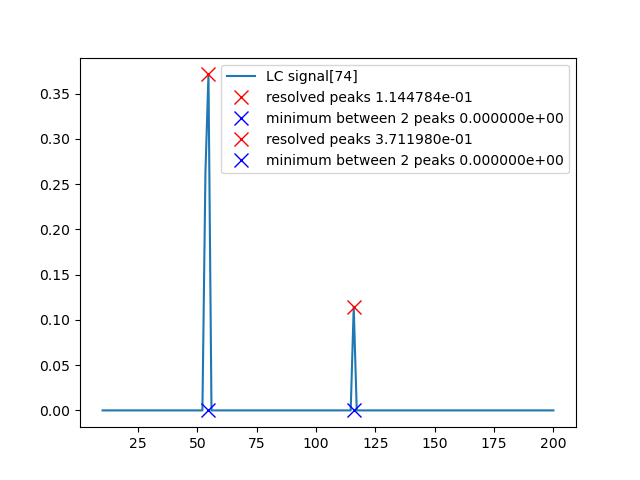 LC signal[74]
resolved peaks 1.144784e-01
minimum between 2 peaks 0.000000e+00
resolved peaks 3.711980e-01
minimum between 2 peaks 0.000000e+00
0.35
0.30
0.25
0.20
0.15
0.10
0.05
0.00
25 50 75 100 125 150 175 200